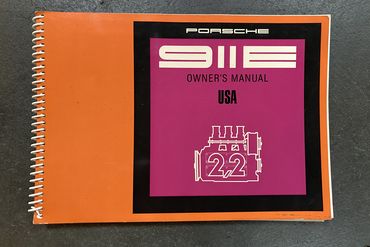 PORSCHE
911E
OWNER'S MANUAL
USA
2,2